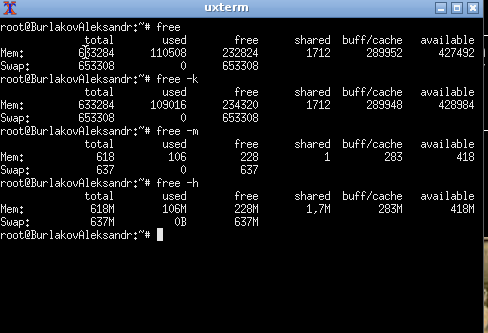 uxterm
root@BurlakovAleksandr:~# free
total used free shared buff/cache available
Mem: 633284 110508 232824 1712 289952 427492
Swap: 653308 0 653308
root@BurlakovAleksandr:~# free -k
total used free shared buff/cache available
Mem: 633284 109016 234320 1712 289948 428984
Swap: 653308 0 653308
root@BurlakovAleksandr:~# free -m
total used free shared buff/cache available
Mem: 618 106 228 1 283 418
Swap: 637 0 637
root@BurlakovAleksandr:~# free -h
total used free shared buff/cache available
Mem: 618M 106M 228M 1,7M 283M 418M
Swap: 637M 0B 637M
root@BurlakovAleksandr:~#